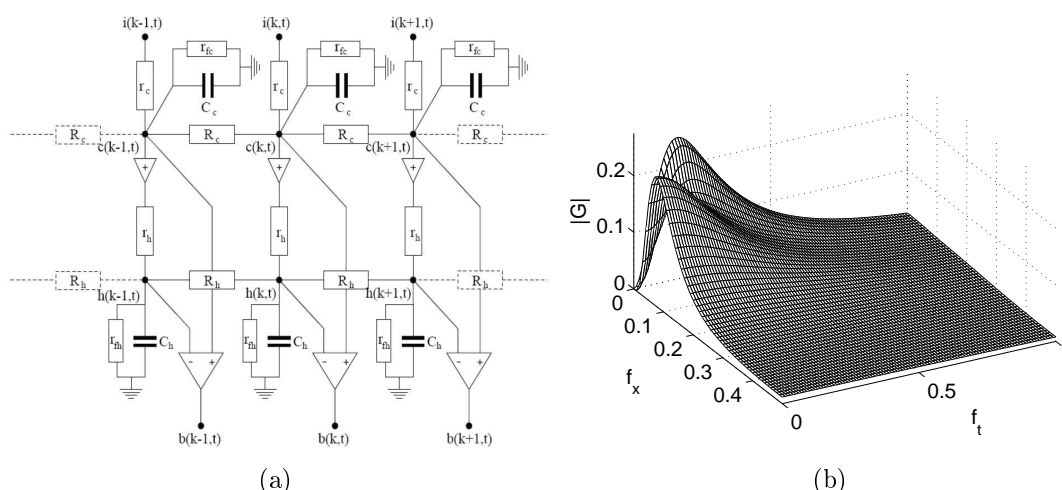 i(k-1,t) i(k,t) i(k+1,t)
r_fc r_fc r_fc
r_c r_c r_c
C_c C_c C_c
R_c R_c R_c R_c
c(k-1,t) c(k,t) c(k+1,t)
+ + +
r_h r_h r_h
R_h R_h R_h R_h
h(k-1,t) h(k,t) h(k+1,t)
r_fh C_h r_fh C_h r_fh C_h
- + - + - +
b(k-1,t) b(k,t) b(k+1,t)
(a)
|G|
0.2
0.1
0
0
0.1
0.2
0.3
0.4
f_x
0
0.5
f_t
(b)